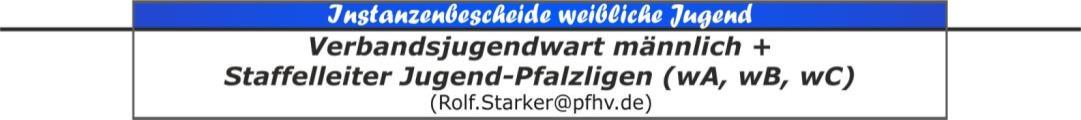 Instanzenbescheide weibliche Jugend
Verbandsjugendwart männlich +
Staffelleiter Jugend-Pfalzligen (wA, wB, wC)
(Rolf.Starker@pfhv.de)